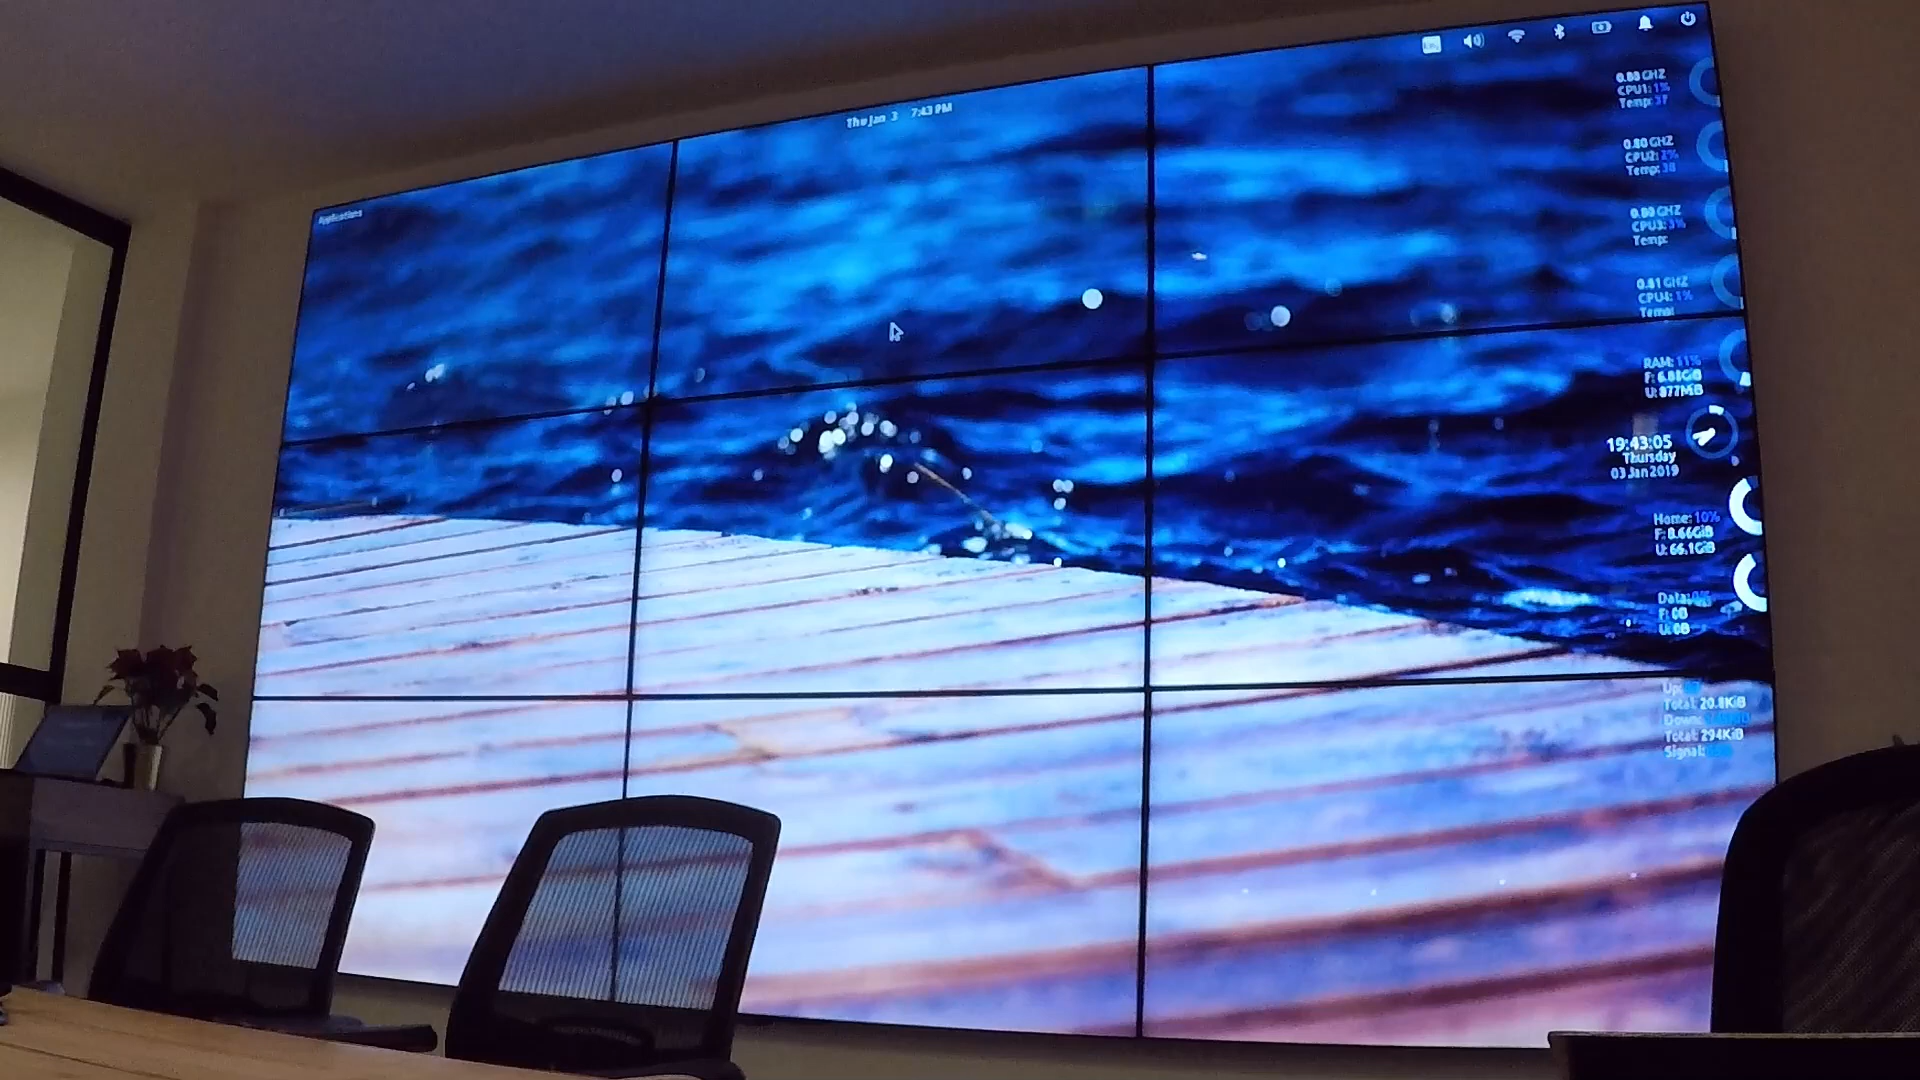 Applications
Thu Jan 3 7:43 PM
0.80 GHZ
CPU1: 1%
Temp: 37
0.80 GHZ
CPU2: 2%
Temp: 38
0.80 GHZ
CPU3: 3%
Temp:
0.81 GHZ
CPU4: 1%
Temp:
RAM: 11%
F: 6.88GiB
U: 877MiB
19:43:05
Thursday
03 Jan 2019
Home: 10%
F: 8.66GiB
U: 66.1GiB
Data: 0%
F: 0B
U: 0B
Up:
Total: 20.8KiB
Down:
Total: 294KiB
Signal: